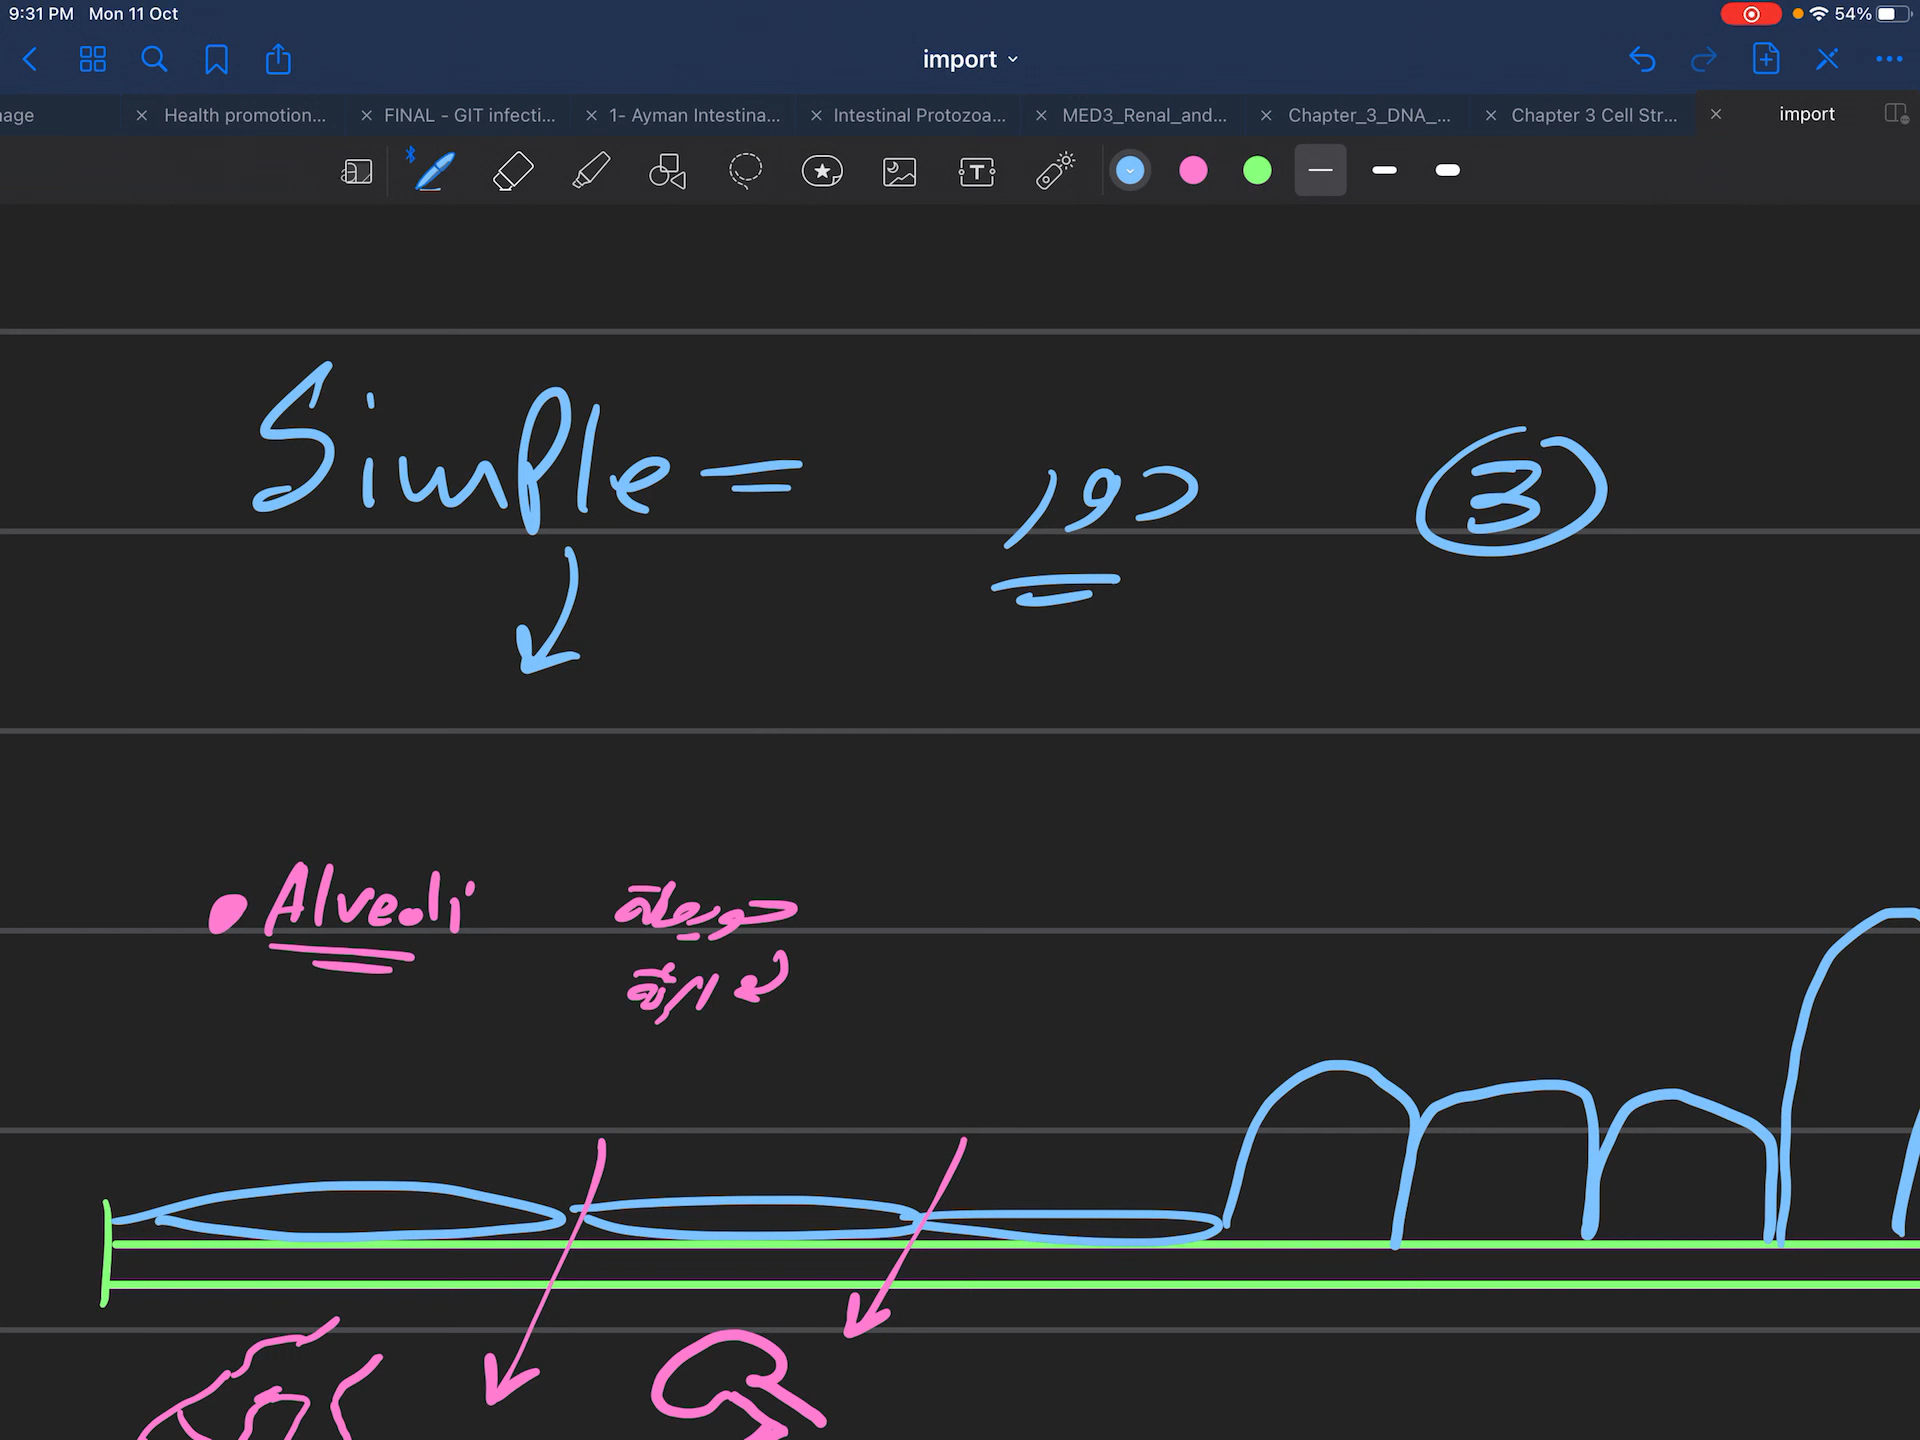 9:31 PM Mon 11 Oct 54%
import
age Health promotion... FINAL - GIT infecti... 1- Ayman Intestina... Intestinal Protozoa... MED3_Renal_and... Chapter_3_DNA_... Chapter 3 Cell Str... import
Simple = دور 3
Alveoli حويصلة